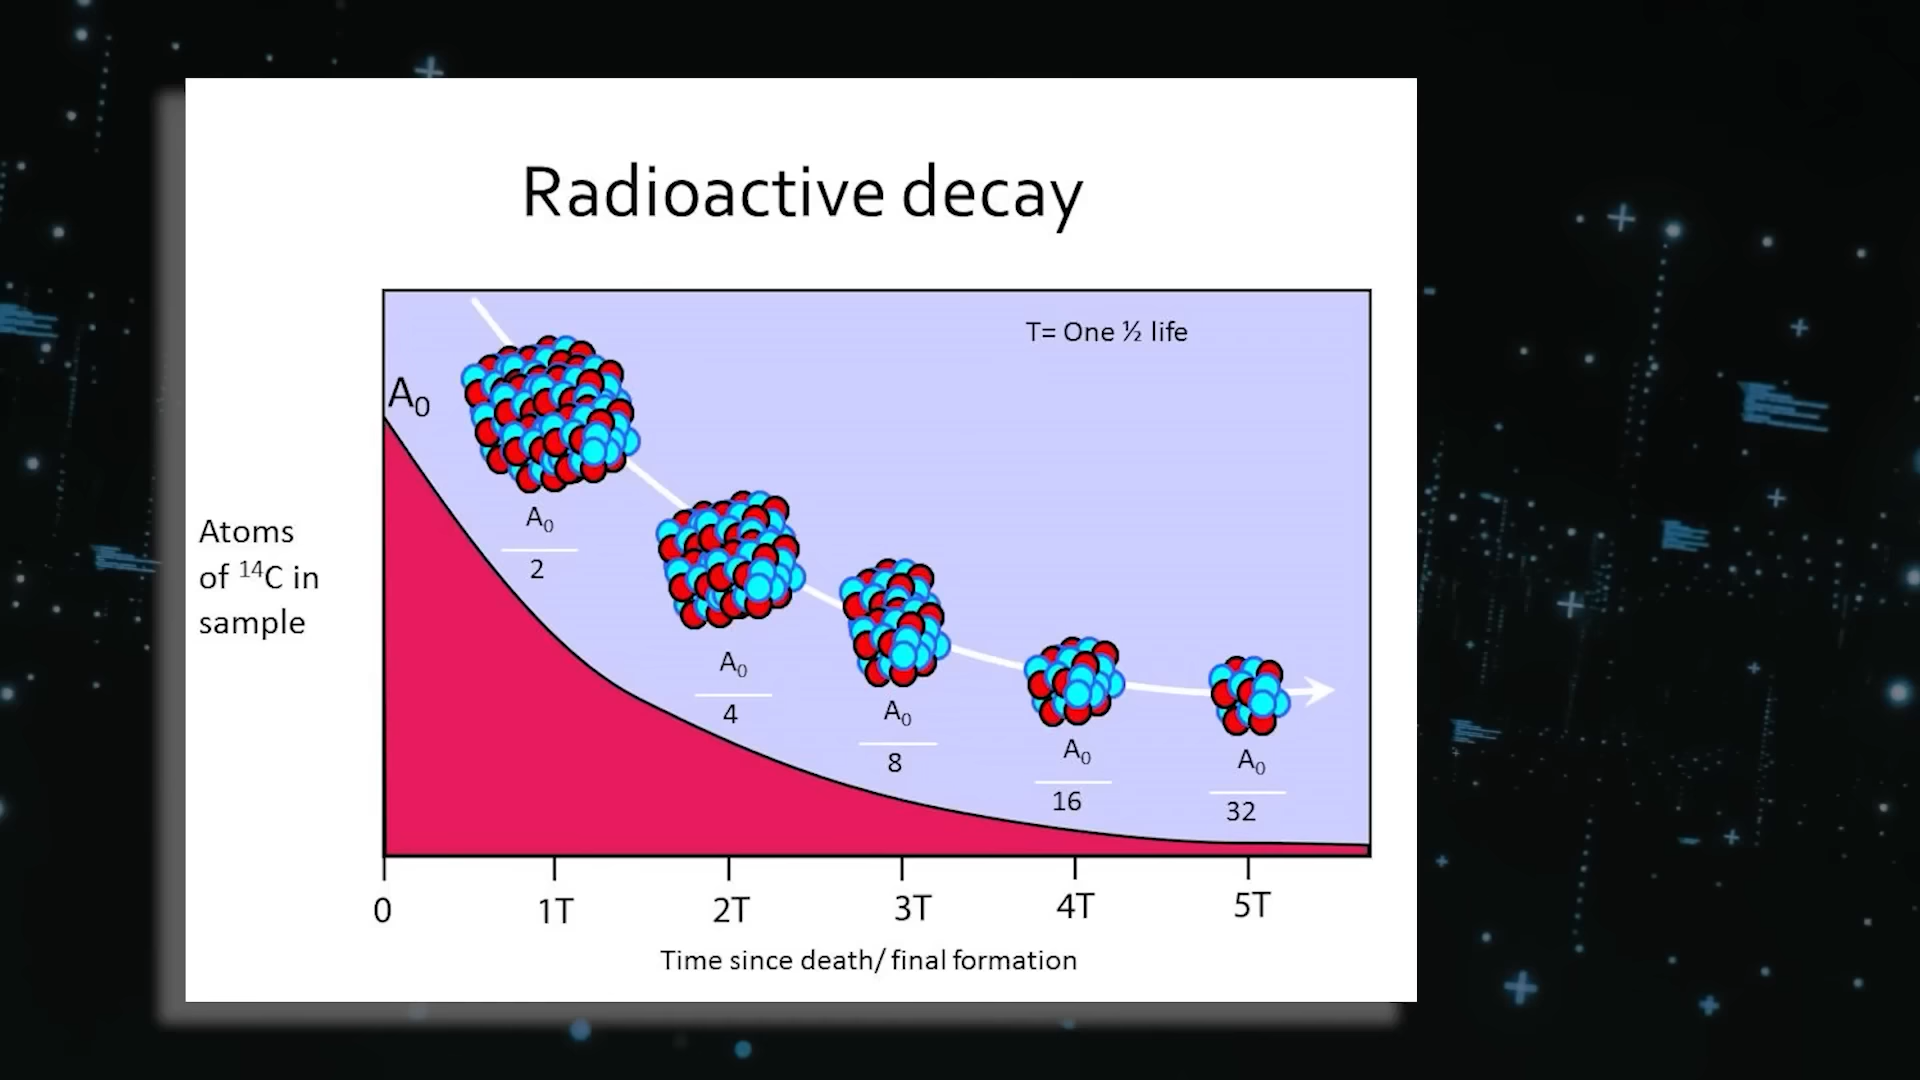 Radioactive decay
T= One ½ life
A₀
A₀
2
A₀
4
A₀
8
A₀
16
A₀
32
Atoms
of ¹⁴C in
sample
0 1T 2T 3T 4T 5T
Time since death/ final formation